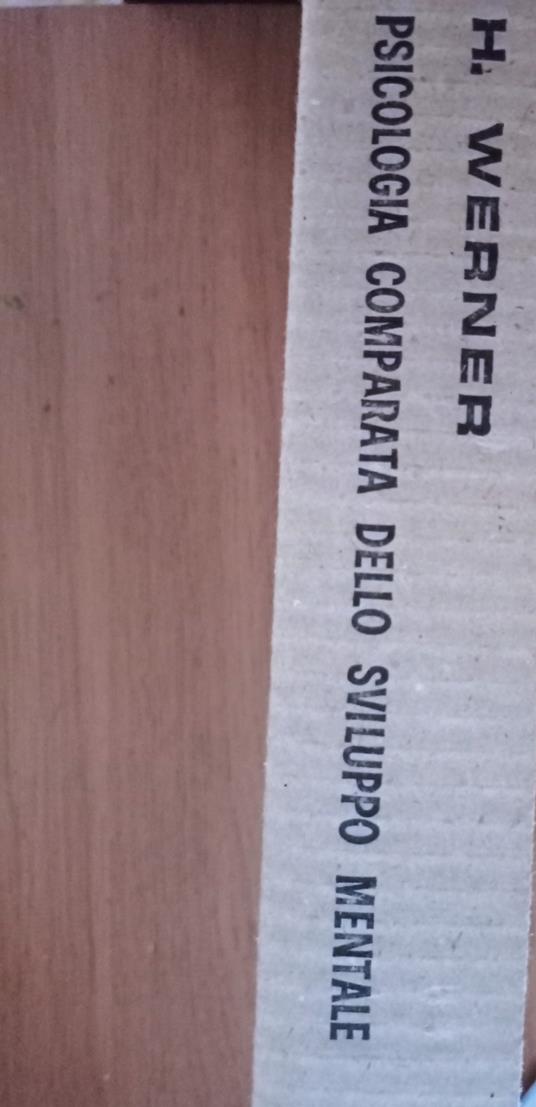 H. WERNER
PSICOLOGIA COMPARATA DELLO SVILUPPO MENTALE